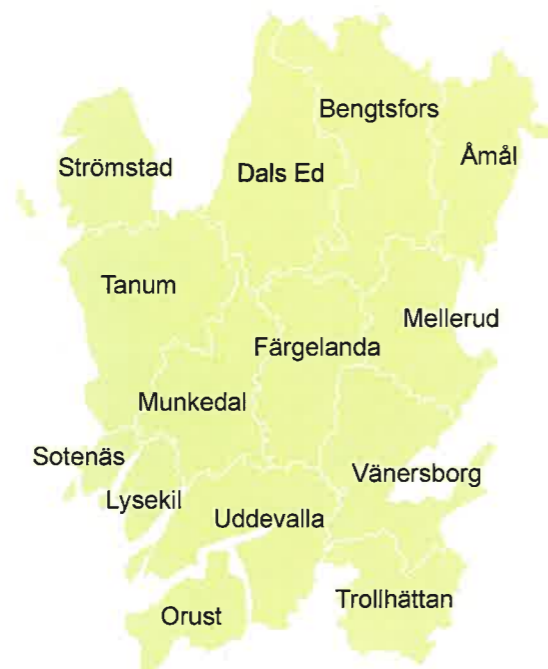 Bengtsfors
Åmål
Strömstad
Dals Ed
Tanum
Mellerud
Färgelanda
Munkedal
Sotenäs
Vänersborg
Lysekil
Uddevalla
Trollhättan
Orust